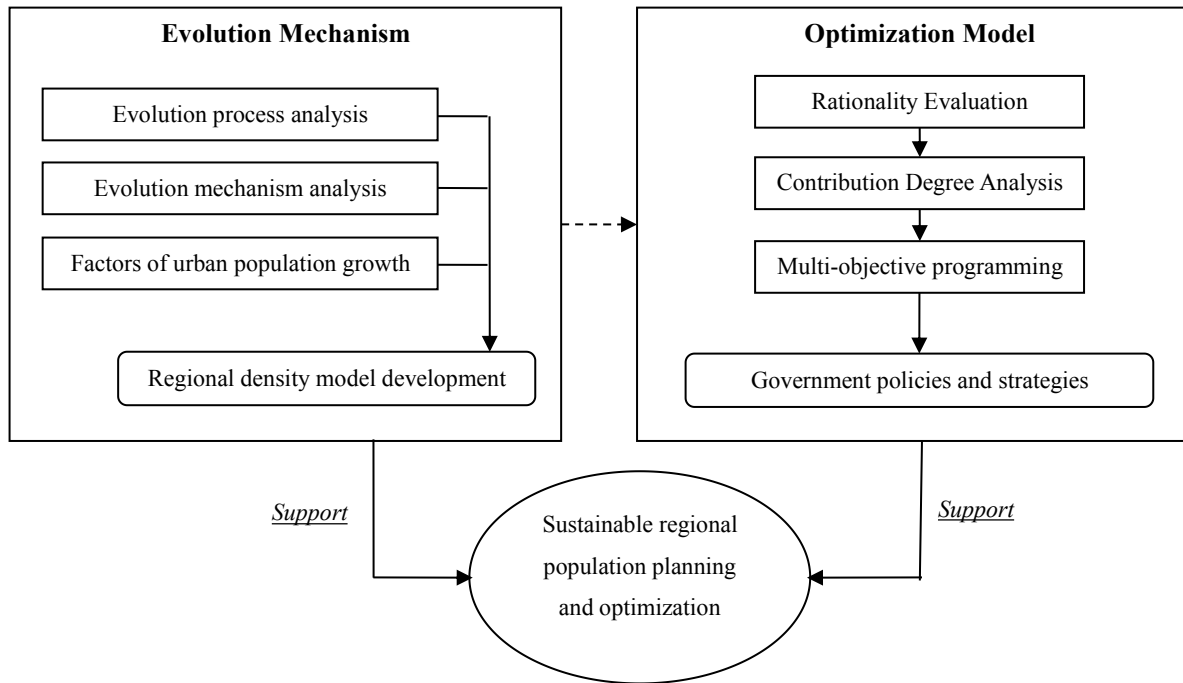 Evolution Mechanism
Evolution process analysis
Evolution mechanism analysis
Factors of urban population growth
Regional density model development
Optimization Model
Rationality Evaluation
Contribution Degree Analysis
Multi-objective programming
Government policies and strategies
Support
Sustainable regional
population planning
and optimization
Support